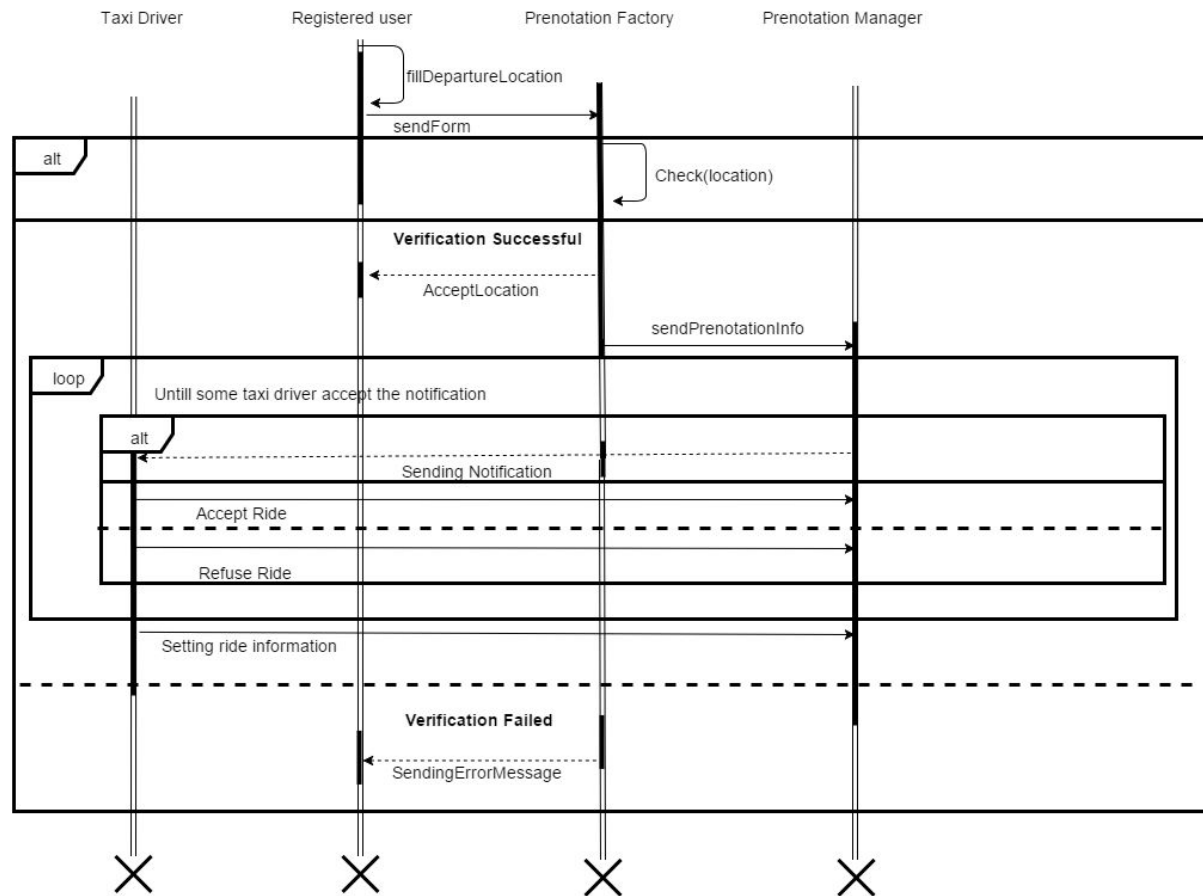 Taxi Driver
Registered user
Prenotation Factory
Prenotation Manager
fillDepartureLocation
sendForm
alt
Check(location)
Verification Successful
AcceptLocation
sendPrenotationInfo
loop
Untill some taxi driver accept the notification
alt
Sending Notification
Accept Ride
Refuse Ride
Setting ride information
Verification Failed
SendingErrorMessage